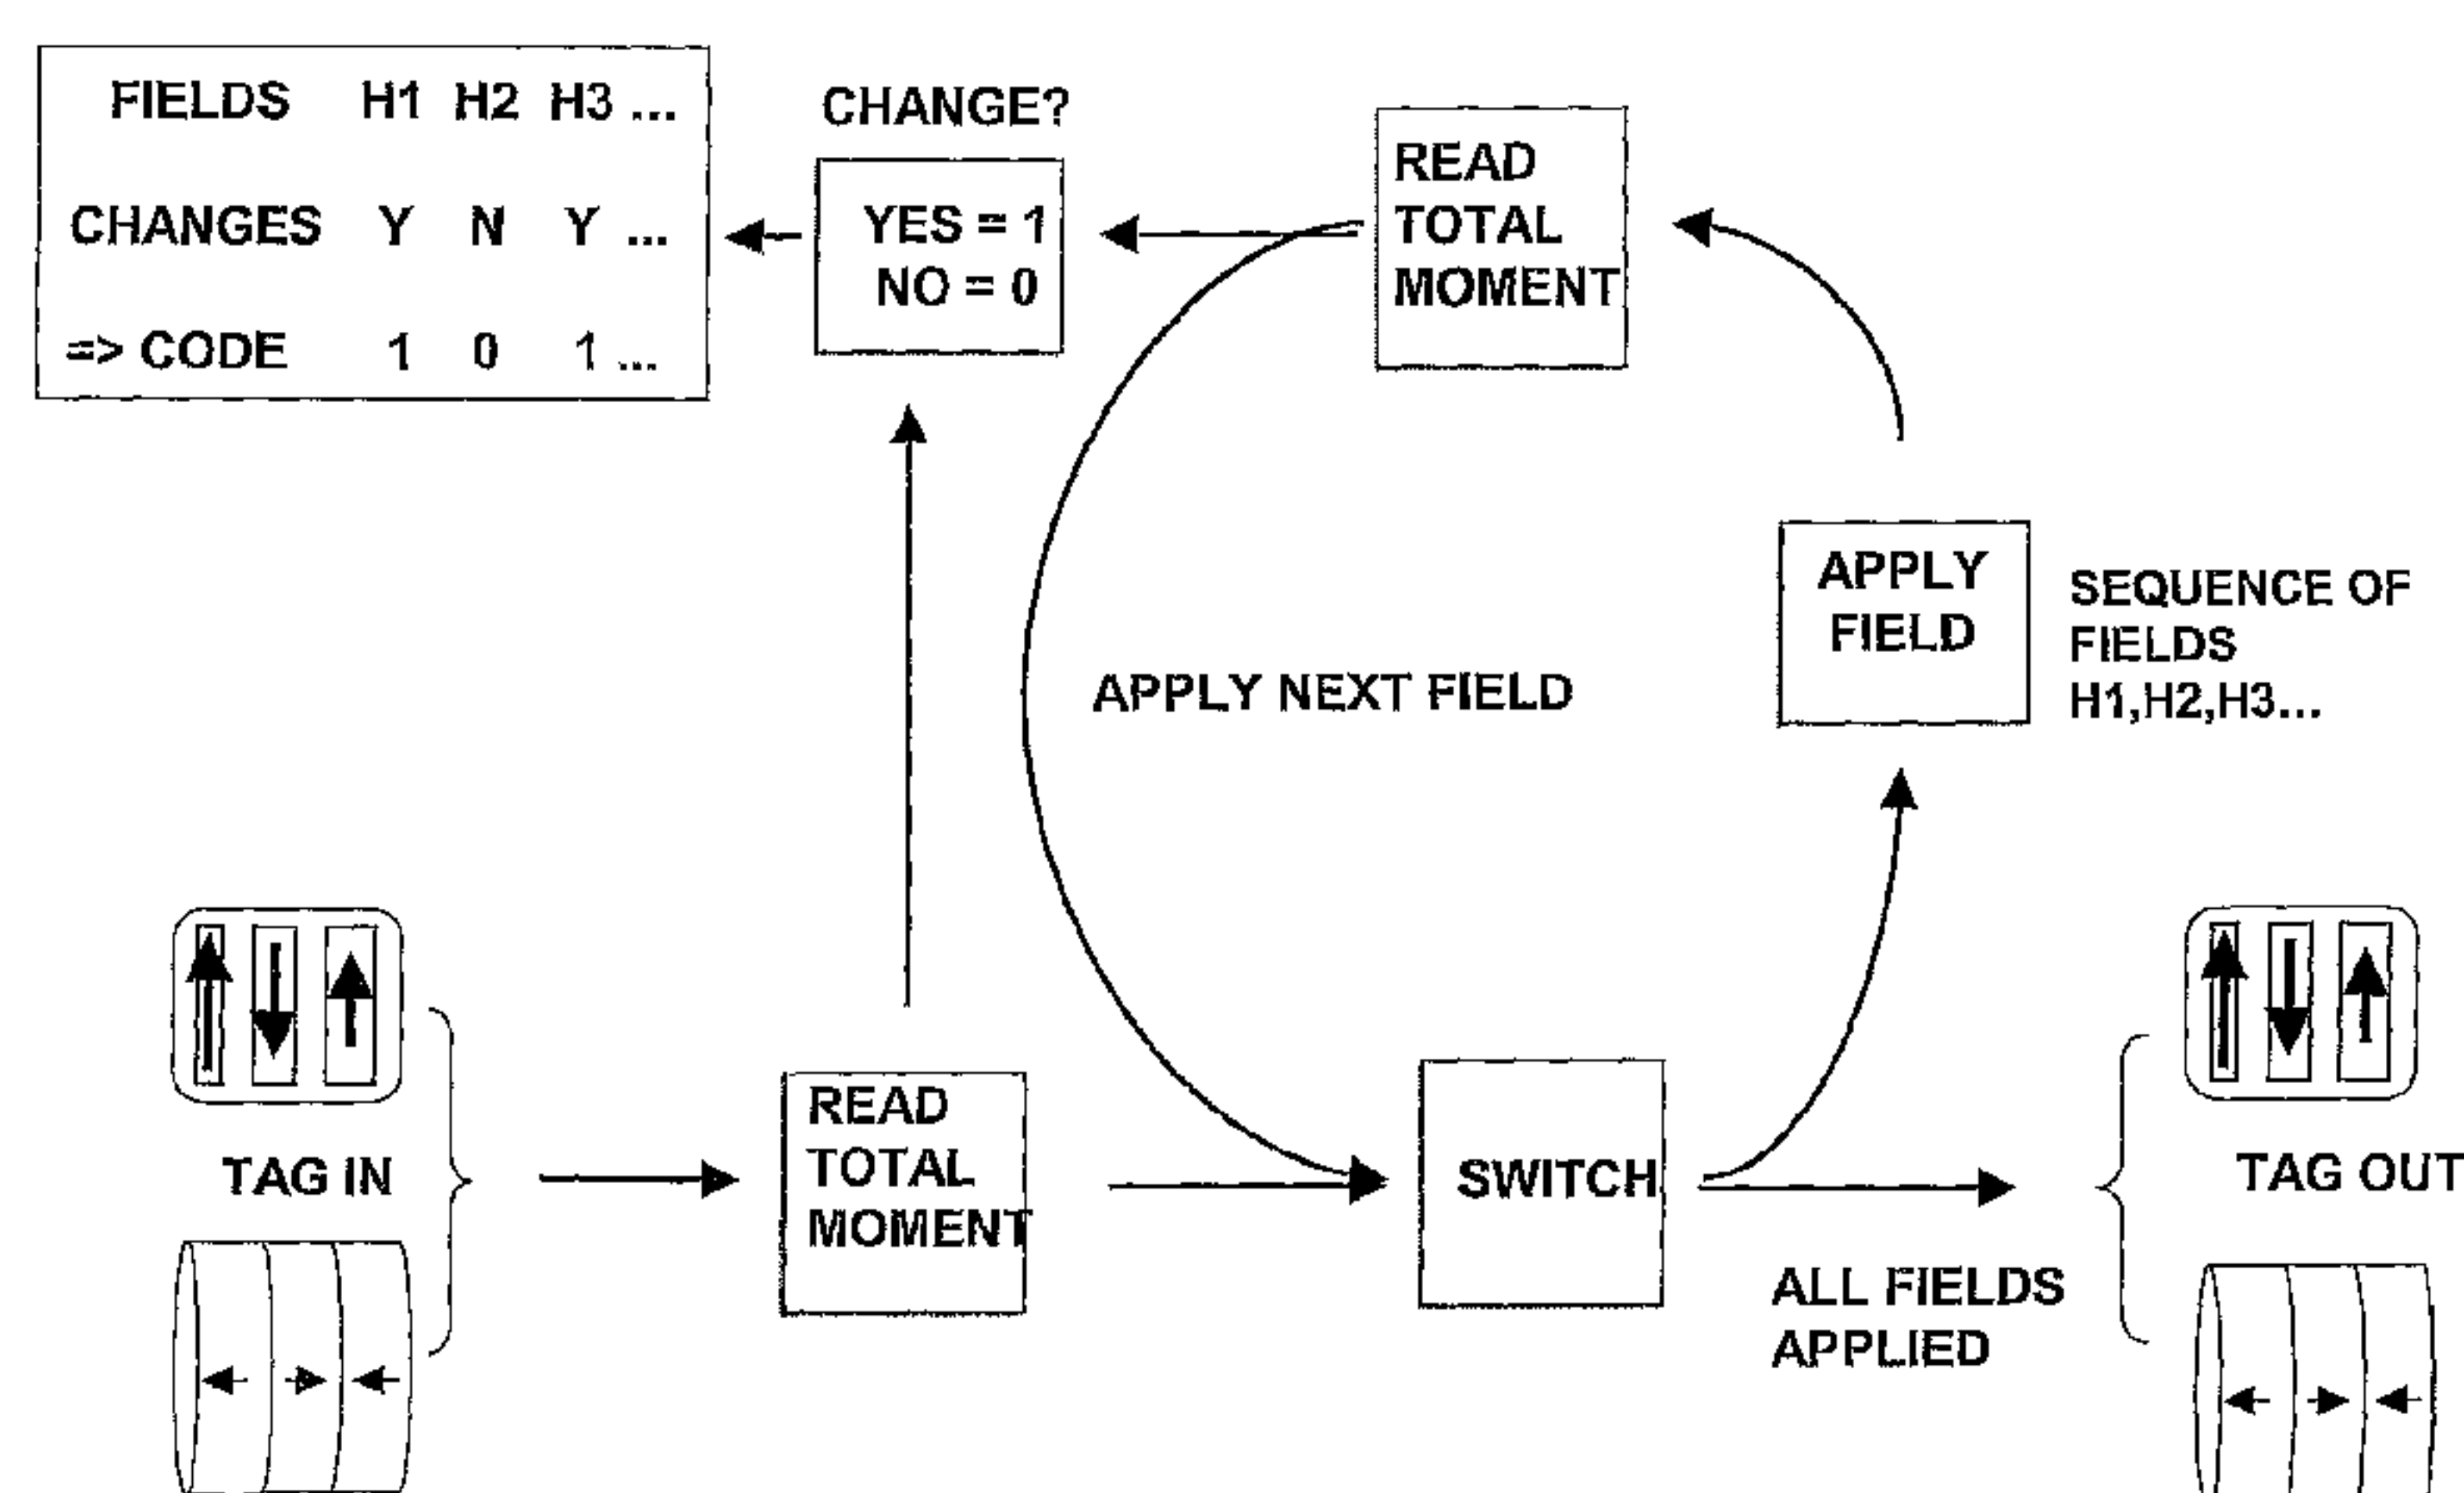 FIELDS H1 H2 H3 ...
CHANGES Y N Y ...
=> CODE 1 0 1 ...
CHANGE?
YES = 1
NO = 0
READ
TOTAL
MOMENT
APPLY
FIELD
SEQUENCE OF
FIELDS
H1,H2,H3...
APPLY NEXT FIELD
TAG IN
READ
TOTAL
MOMENT
SWITCH
ALL FIELDS
APPLIED
TAG OUT